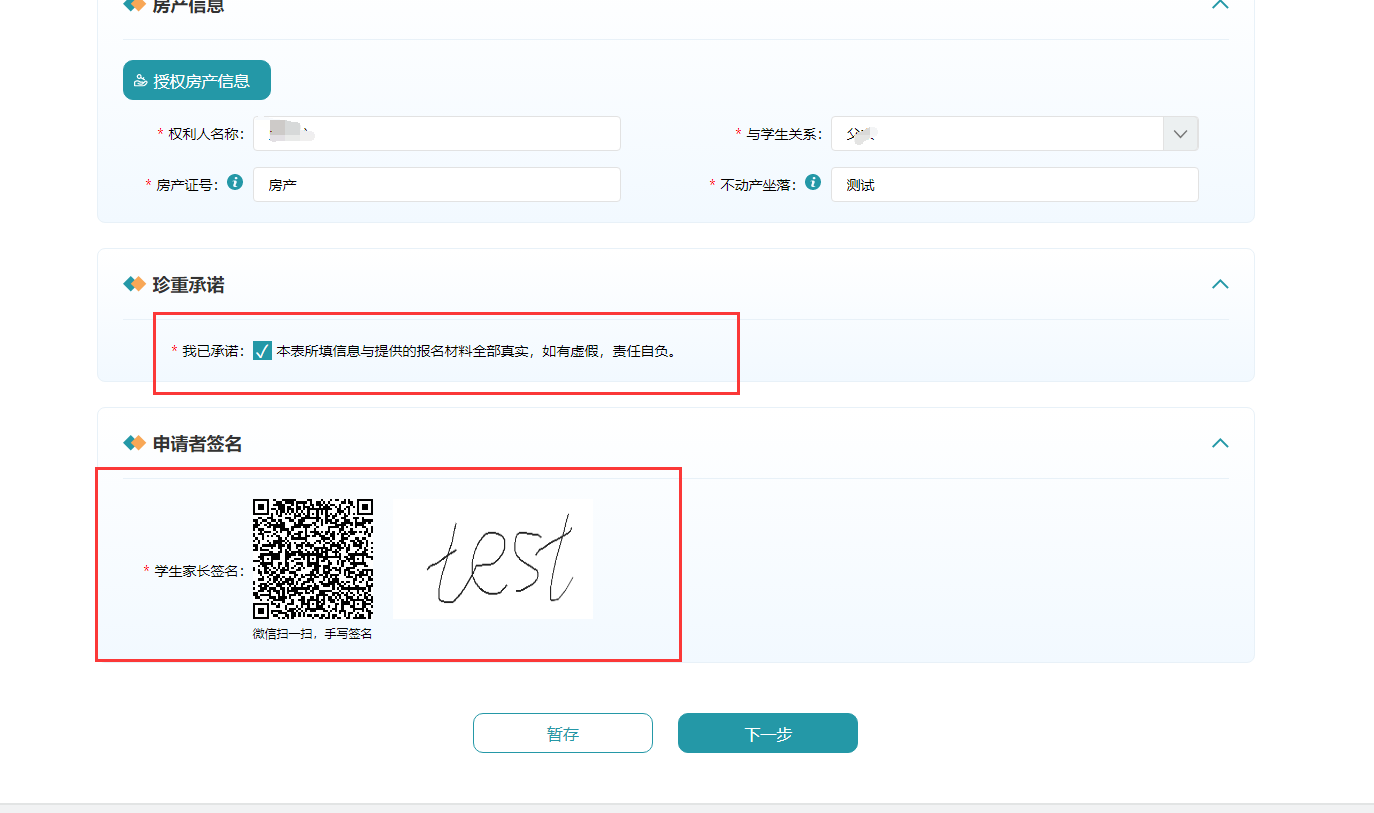 房产信息
授权房产信息
* 权利人名称:
* 与学生关系:
* 房产证号: 房产
* 不动产坐落: 测试
珍重承诺
* 我已承诺: 本表所填信息与提供的报名材料全部真实，如有虚假，责任自负。
申请者签名
* 学生家长签名:
test
微信扫一扫，手写签名
暂存
下一步